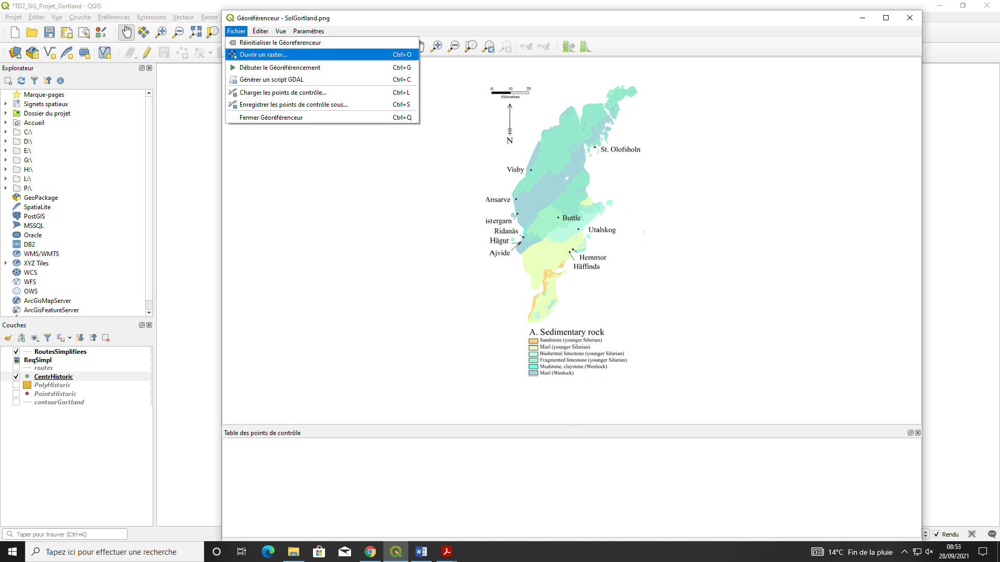 *TD2_SIG_Projet_Gortland - QGIS
Projet Éditer Vue Couche Préférences Extensions Vecteur Raster
Géoréférenceur - SolGortland.png
Fichier Éditer Vue Paramètres
Réinitialiser le Géoreferenceur
Ouvrir un raster... Ctrl+O
Débuter le Géoréférencement Ctrl+G
Générer un script GDAL Ctrl+C
Charger les points de contrôle... Ctrl+L
Enregistrer les points de contrôle sous... Ctrl+S
Fermer Géoréférenceur Ctrl+Q
Explorateur
Marque-pages
Signets spatiaux
Dossier du projet
Accueil
C:\
D:\
E:\
G:\
H:\
L:\
P:\
GeoPackage
SpatiaLite
PostGIS
MSSQL
Oracle
DB2
WMS/WMTS
XYZ Tiles
WCS
WFS
OWS
ArcGisMapServer
ArcGisFeatureServer
Couches
RoutesSimplifiees
ReqSimpl
routes
CentrHistoric
PolyHistoric
PointsHistoric
contourGortland
0 10 20
Kilometres
N
St. Olofsholn
Visby
Ansarve
istergarn
Buttle
Ridanäs
Utalskog
Hägur
Ajvide
Hemmor
Häffinds
A. Sedimentary rock
Sandstone (younger Silurian)
Marl (younger Silurian)
Biohermal limestone (younger Silurian)
Fragmented limestone (younger Silurian)
Mudstone, claystone (Wenlock)
Marl (Wenlock)
Table des points de contrôle
Taper pour trouver (Ctrl+K)
Rendu
Tapez ici pour effectuer une recherche
14°C Fin de la pluie
08:53
28/09/2021